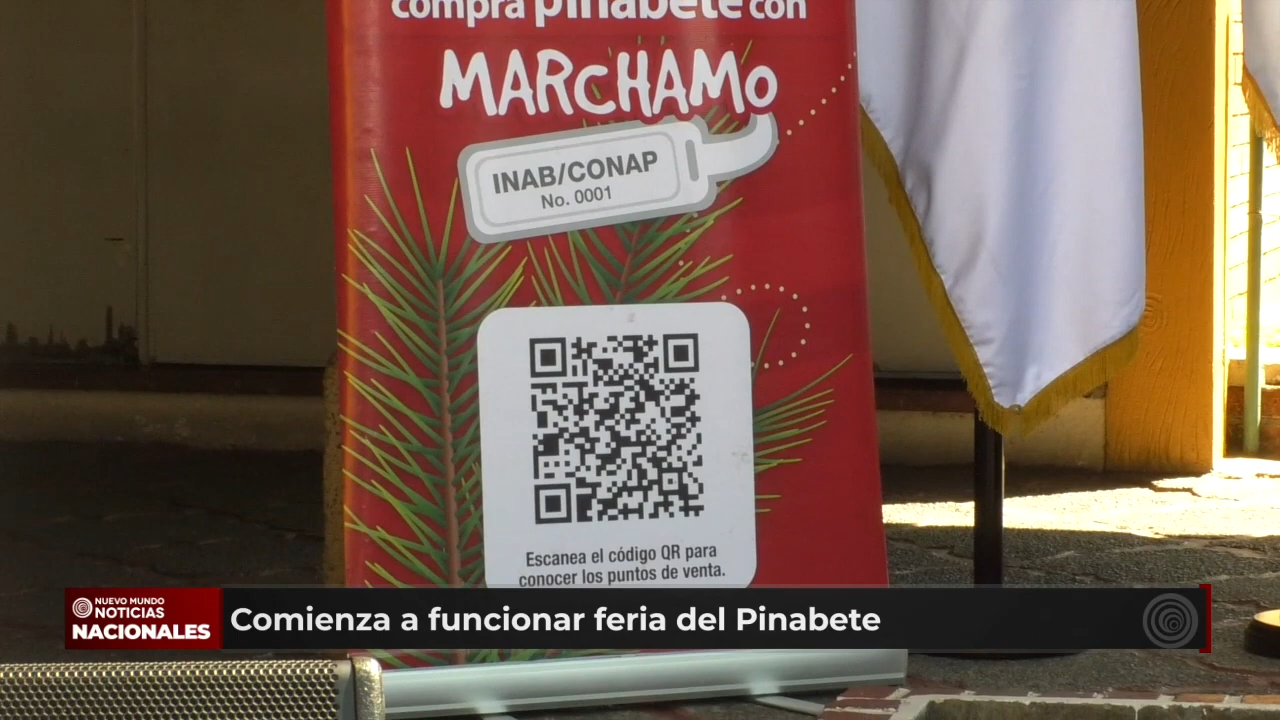 compra pinabete con
MARCHAMO
INAB/CONAP
No. 0001
Escanea el código QR para
conocer los puntos de venta.
NUEVO MUNDO
NOTICIAS
NACIONALES
Comienza a funcionar feria del Pinabete